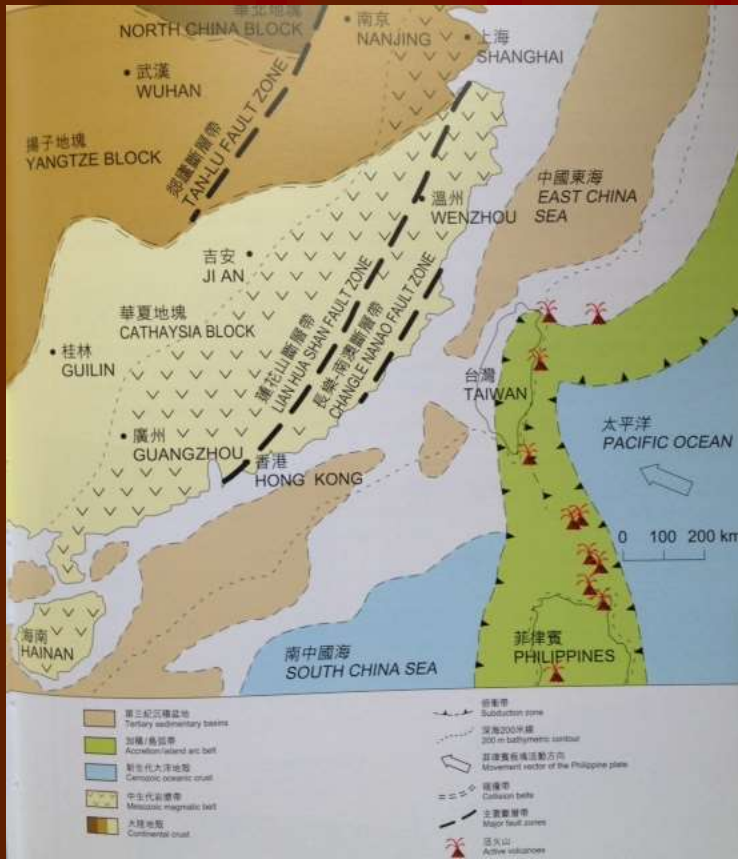 華北地塊
NORTH CHINA BLOCK
南京
NANJING
上海
SHANGHAI
武漢
WUHAN
揚子地塊
YANGTZE BLOCK
郯廬斷層帶
TAN-LU FAULT ZONE
溫州
WENZHOU
中國東海
EAST CHINA
SEA
吉安
JI AN
華夏地塊
CATHAYSIA BLOCK
桂林
GUILIN
蓮花山斷層帶
LIAN HUA SHAN FAULT ZONE
長樂-南澳斷層帶
CHANGLE NANAO FAULT ZONE
台灣
TAIWAN
太平洋
PACIFIC OCEAN
廣州
GUANGZHOU
香港
HONG KONG
0 100 200 km
海南
HAINAN
南中國海
SOUTH CHINA SEA
菲律賓
PHILIPPINES
第三紀沉積盆地
Tertiary sedimentary basins
加積/島弧帶
Accretion/island arc belt
新生代大洋地殼
Cenozoic oceanic crust
中生代岩漿帶
Mesozoic magmatic belt
大陸地殼
Continental crust
俯衝帶
Subduction zone
深海200米線
200 m bathymetric contour
菲律賓板塊活動方向
Movement vector of the Philippine plate
碰撞帶
Collision belts
主要斷層帶
Major fault zones
活火山
Active volcanoes